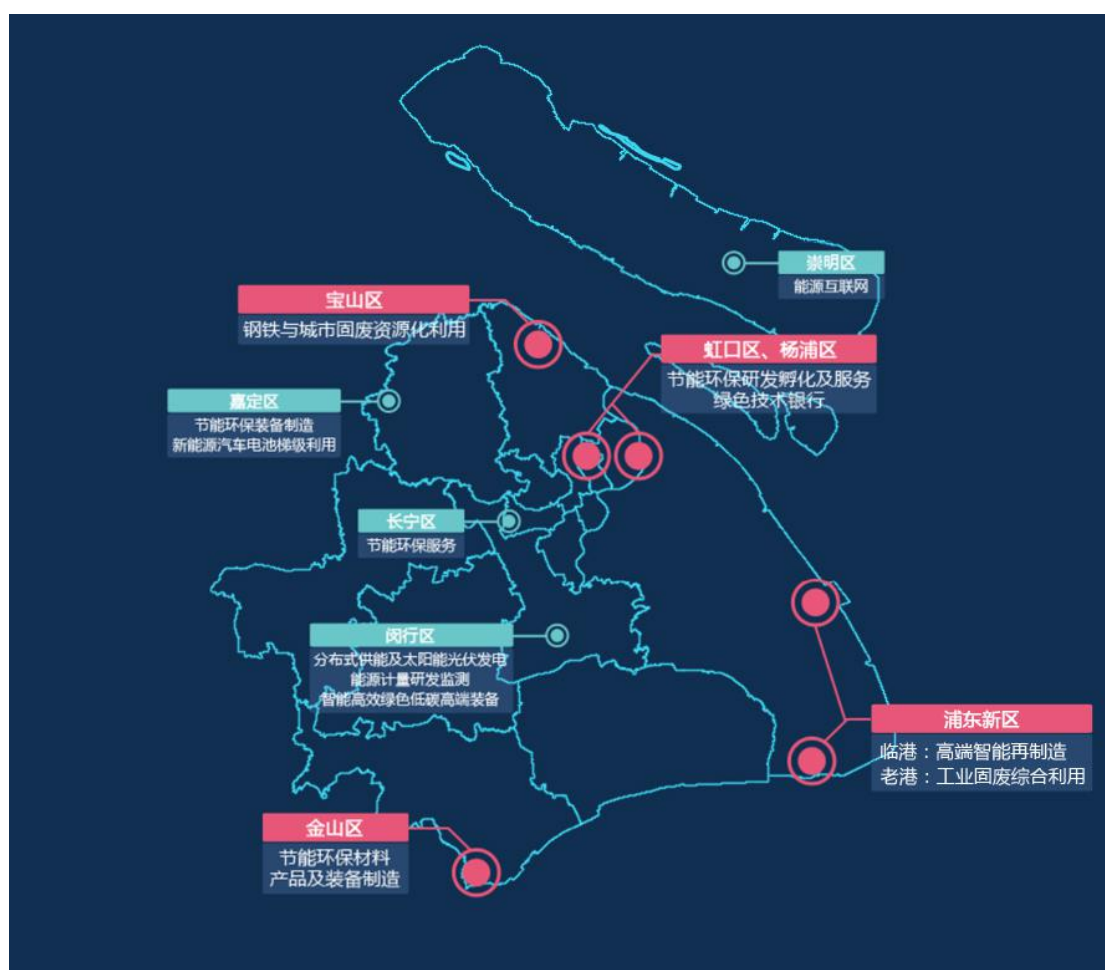 崇明区
能源互联网
宝山区
钢铁与城市固废资源化利用
虹口区、杨浦区
节能环保研发孵化及服务
绿色技术银行
嘉定区
节能环保装备制造
新能源汽车电池梯级利用
长宁区
节能环保服务
闵行区
分布式供能及太阳能光伏发电
能源计量研发监测
智能高效绿色低碳高端装备
浦东新区
临港：高端智能再制造
老港：工业固废综合利用
金山区
节能环保材料
产品及装备制造